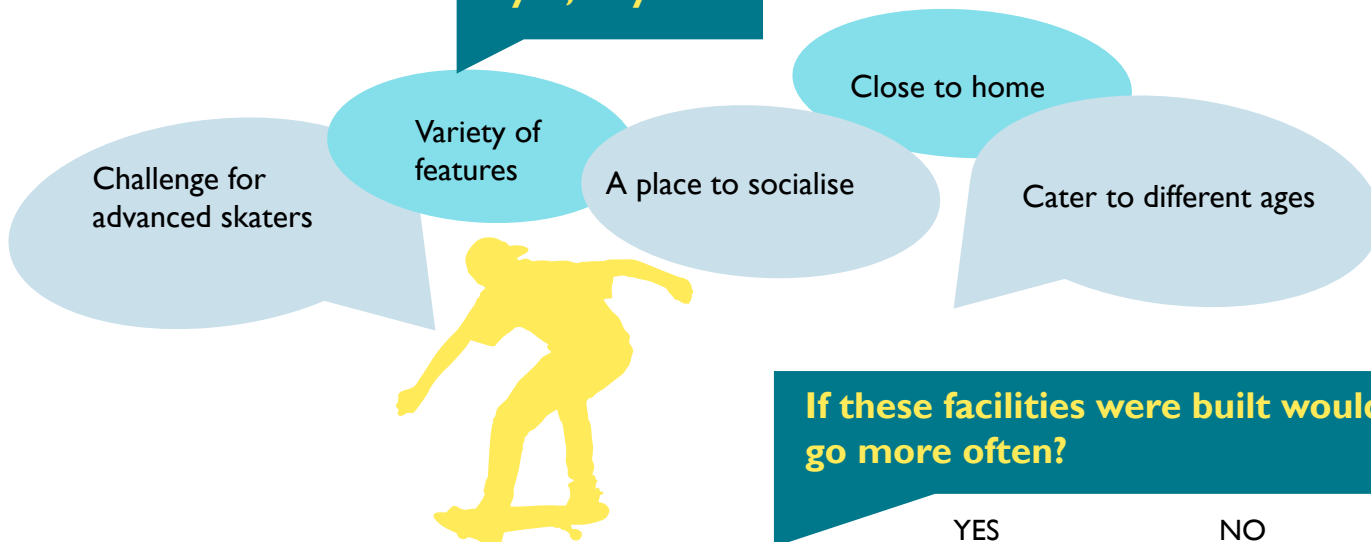 Close to home
Variety of
features
Challenge for
advanced skaters
A place to socialise
Cater to different ages
If these facilities were built would
go more often?
YES
NO